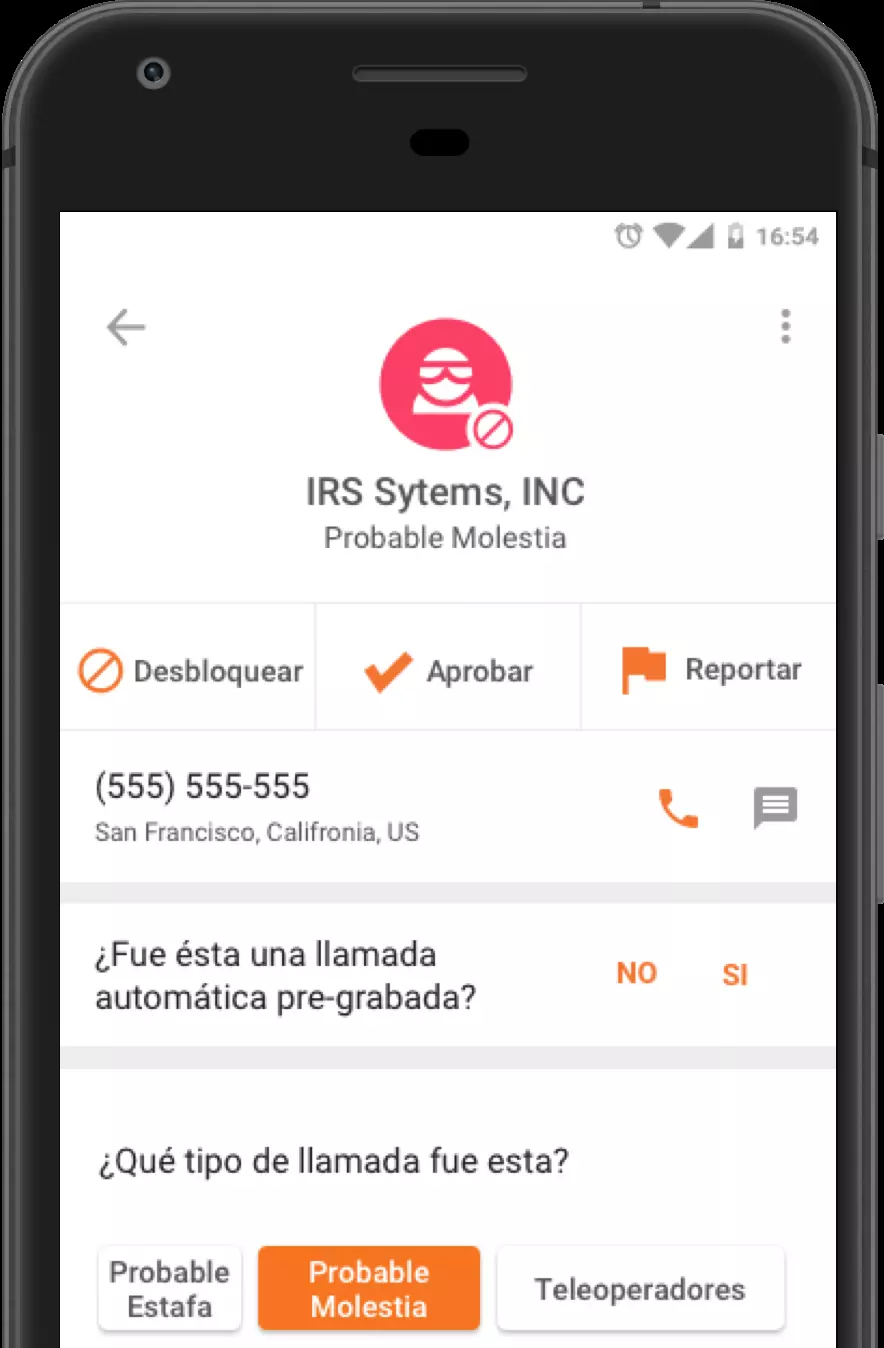 16:54
IRS Sytems, INC
Probable Molestia
Desbloquear
Aprobar
Reportar
(555) 555-555
San Francisco, Califronia, US
¿Fue ésta una llamada
automática pre-grabada?
NO
SI
¿Qué tipo de llamada fue esta?
Probable
Estafa
Probable
Molestia
Teleoperadores